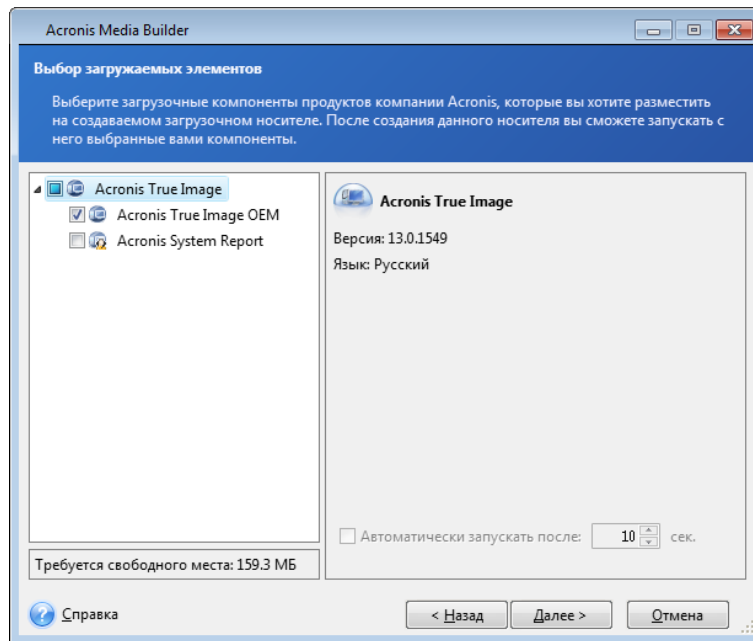 Acronis Media Builder
Выбор загружаемых элементов
Выберите загрузочные компоненты продуктов компании Acronis, которые вы хотите разместить
на создаваемом загрузочном носителе. После создания данного носителя вы сможете запускать с
него выбранные вами компоненты.
Acronis True Image
Acronis True Image OEM
Acronis System Report
Требуется свободного места: 159.3 МБ
Acronis True Image
Версия: 13.0.1549
Язык: Русский
Автоматически запускать после: 10 сек.
Справка
< Назад
Далее >
Отмена